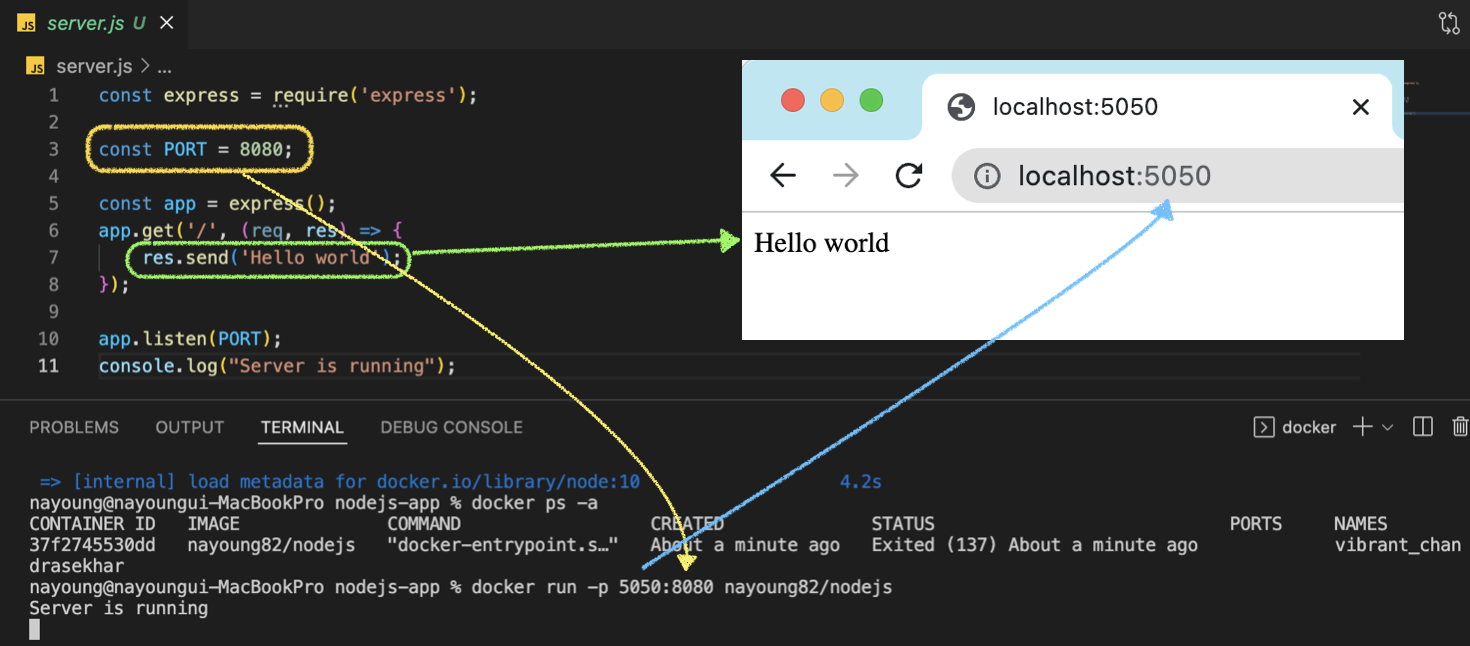 JS server.js U
JS server.js > ...
1 const express = require('express');
2
3 const PORT = 8080;
4
5 const app = express();
6 app.get('/', (req, res) => {
7 res.send('Hello world');
8 });
9
10 app.listen(PORT);
11 console.log("Server is running");
localhost:5050
localhost:5050
Hello world
PROBLEMS OUTPUT TERMINAL DEBUG CONSOLE docker
=> [internal] load metadata for docker.io/library/node:10 4.2s
nayoung@nayoungui-MacBookPro nodejs-app % docker ps -a
CONTAINER ID IMAGE COMMAND CREATED STATUS PORTS NAMES
37f2745530dd nayoung82/nodejs "docker-entrypoint.s…" About a minute ago Exited (137) About a minute ago vibrant_chan
drasekhar
nayoung@nayoungui-MacBookPro nodejs-app % docker run -p 5050:8080 nayoung82/nodejs
Server is running